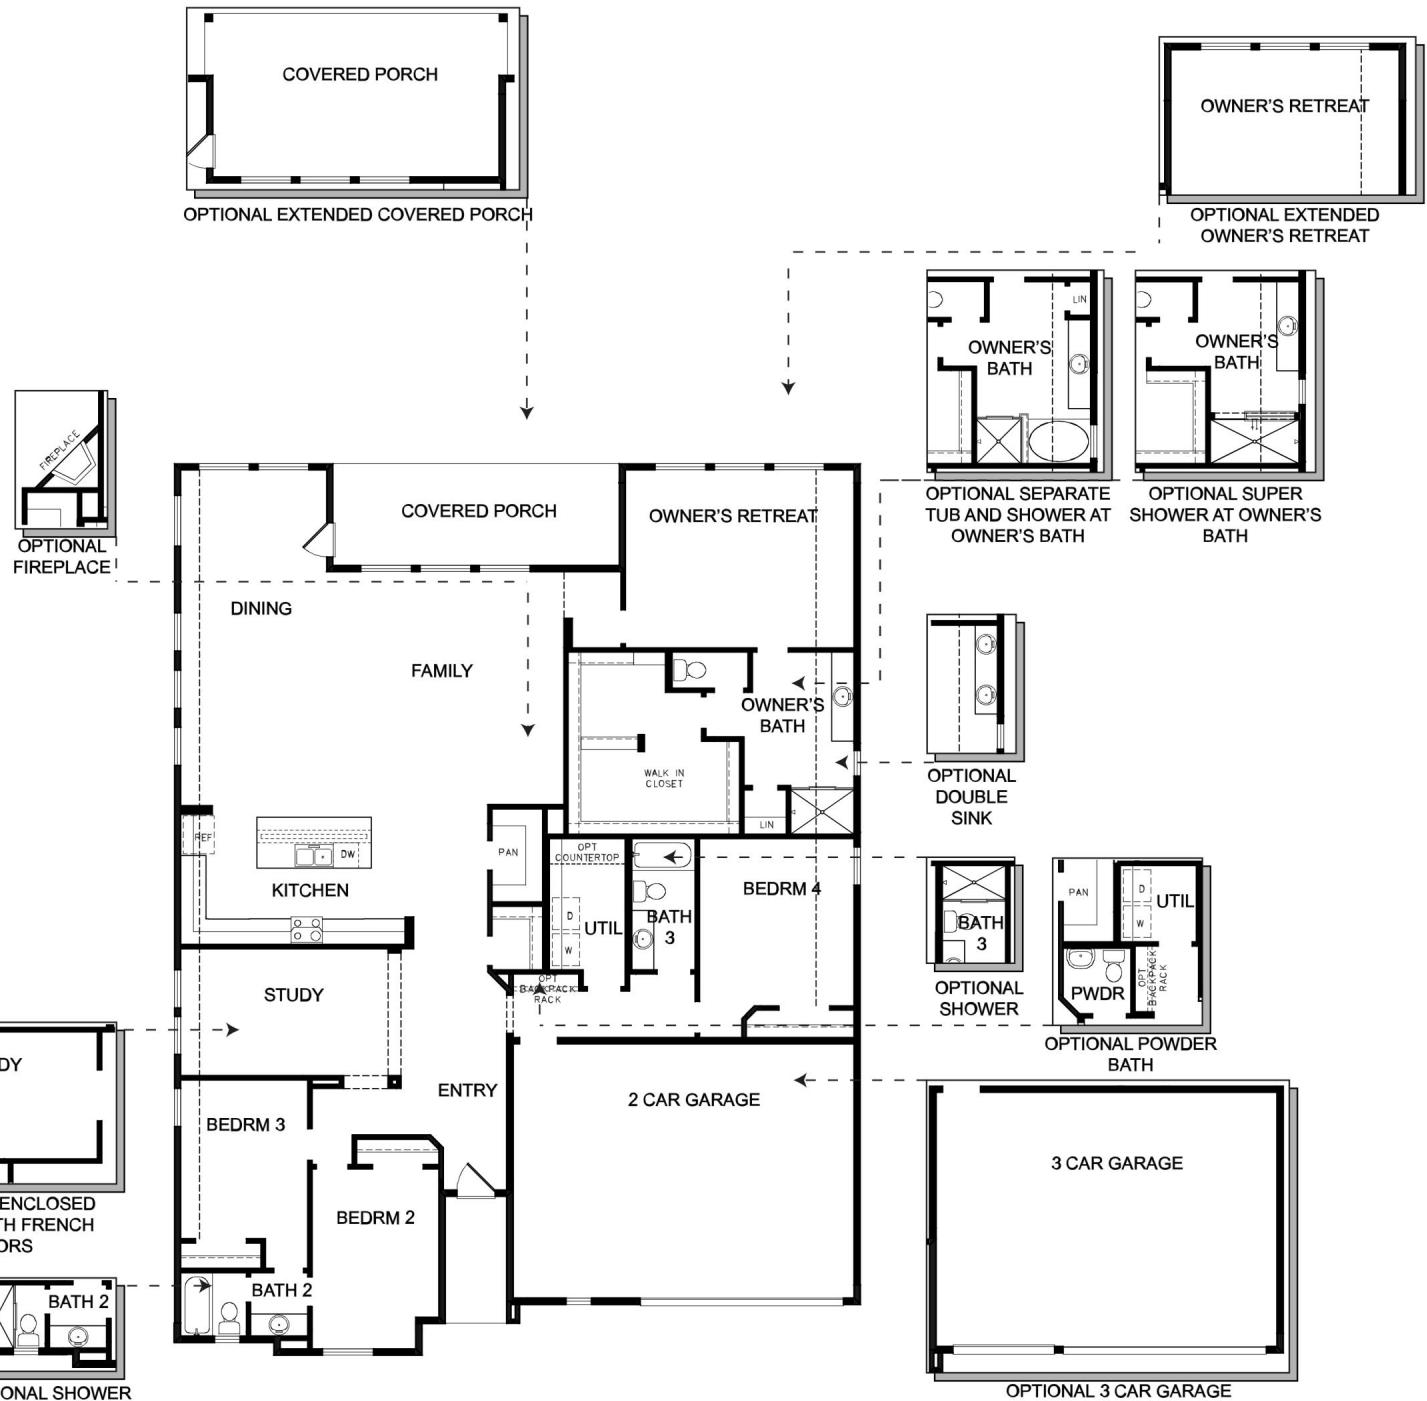 COVERED PORCH
OPTIONAL EXTENDED COVERED PORCH
OWNER'S RETREAT
OPTIONAL EXTENDED
OWNER'S RETREAT
LIN
OWNER'S
BATH
OPTIONAL SEPARATE
TUB AND SHOWER AT
OWNER'S BATH
OWNER'S
BATH
OPTIONAL SUPER
SHOWER AT OWNER'S
BATH
FIREPLACE
OPTIONAL
FIREPLACE
COVERED PORCH
OWNER'S RETREAT
DINING
FAMILY
OWNER'S
BATH
WALK IN
CLOSET
LIN
OPTIONAL
DOUBLE
SINK
REF
DW
KITCHEN
PAN
OPT
COUNTERTOP
D
W
UTIL
BATH
3
BEDRM 4
OPT
BACKPACK
RACK
BATH
3
OPTIONAL
SHOWER
PAN
D
W
UTIL
PWDR
OPT
BACKPACK
RACK
OPTIONAL POWDER
BATH
STUDY
ENTRY
2 CAR GARAGE
BEDRM 3
BEDRM 2
BATH 2
3 CAR GARAGE
OPTIONAL 3 CAR GARAGE
DY
ENCLOSED
TH FRENCH
ORS
BATH 2
ONAL SHOWER